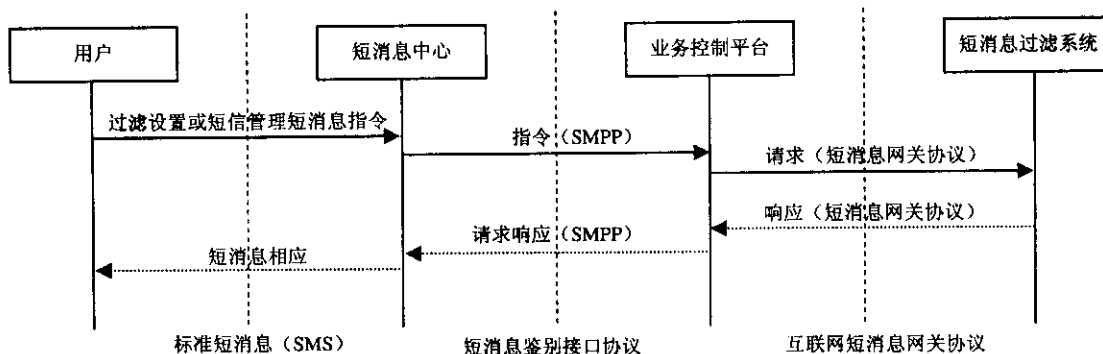 用户
短消息中心
业务控制平台
短消息过滤系统
过滤设置或短信管理短消息指令
指令（SMPP）
请求（短消息网关协议）
响应（短消息网关协议）
请求响应（SMPP）
短消息相应
标准短消息（SMS）
短消息鉴别接口协议
互联网短消息网关协议